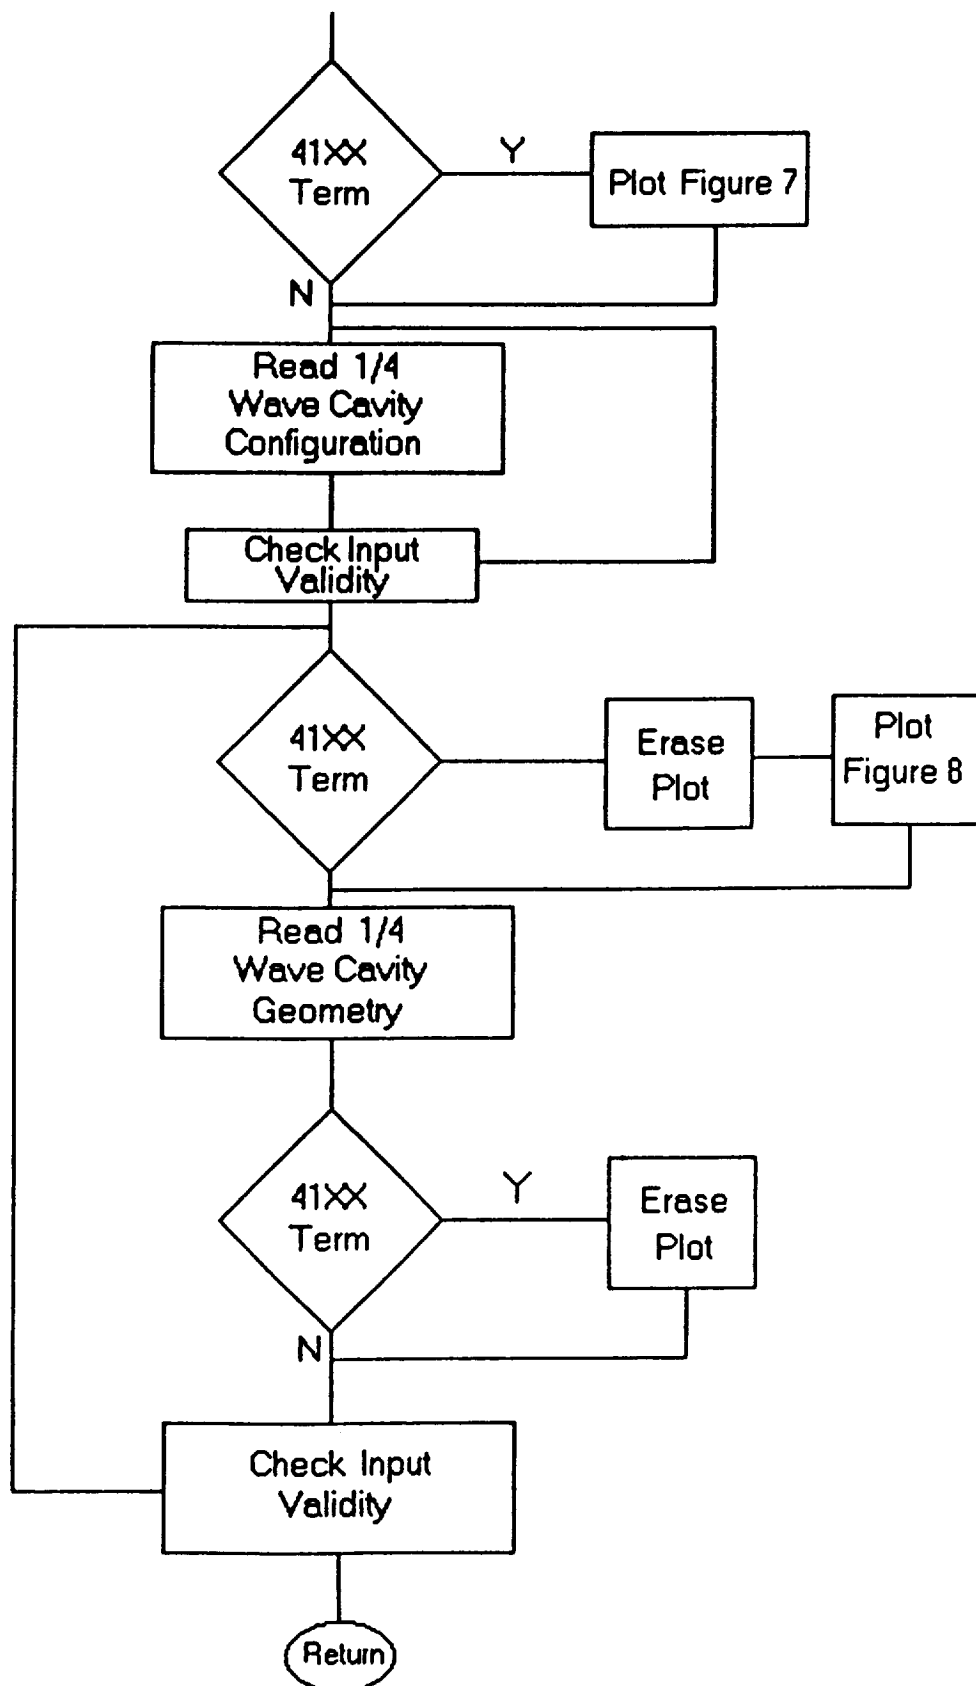 41XX
Term
Y
Plot Figure 7
N
Read 1/4
Wave Cavity
Configuration
Check Input
Validity
41XX
Term
Erase
Plot
Plot
Figure 8
Read 1/4
Wave Cavity
Geometry
41XX
Term
Y
Erase
Plot
N
Check Input
Validity
Return